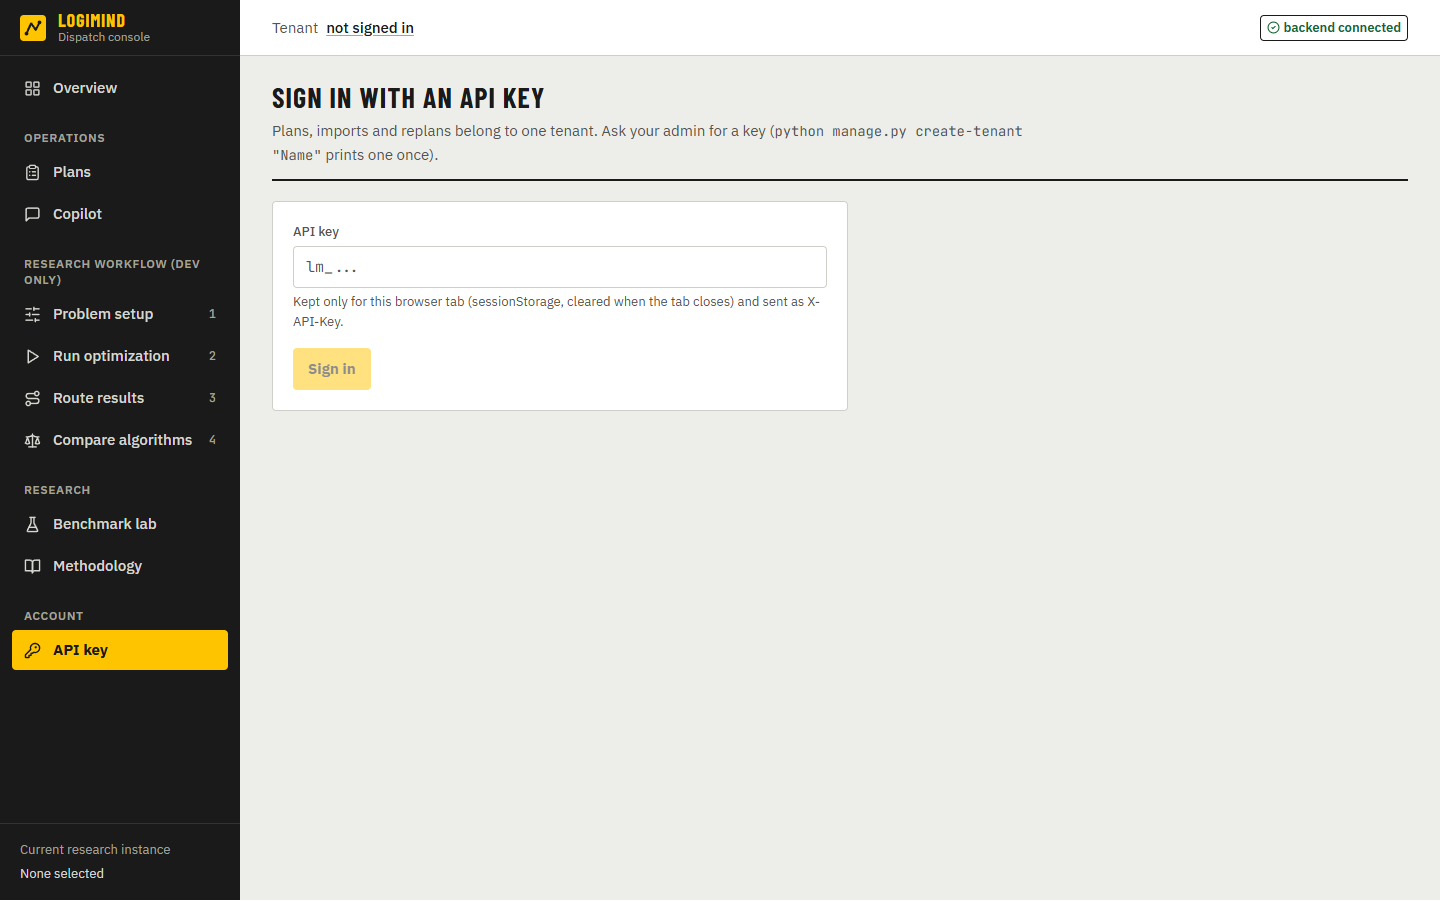 LOGIMIND
Dispatch console
Overview
OPERATIONS
Plans
Copilot
RESEARCH WORKFLOW (DEV
ONLY)
Problem setup 1
Run optimization 2
Route results 3
Compare algorithms 4
RESEARCH
Benchmark lab
Methodology
ACCOUNT
API key
Current research instance
None selected
Tenant not signed in
backend connected
SIGN IN WITH AN API KEY
Plans, imports and replans belong to one tenant. Ask your admin for a key (python manage.py create-tenant
"Name" prints one once).
API key
lm_...
Kept only for this browser tab (sessionStorage, cleared when the tab closes) and sent as X-
API-Key.
Sign in